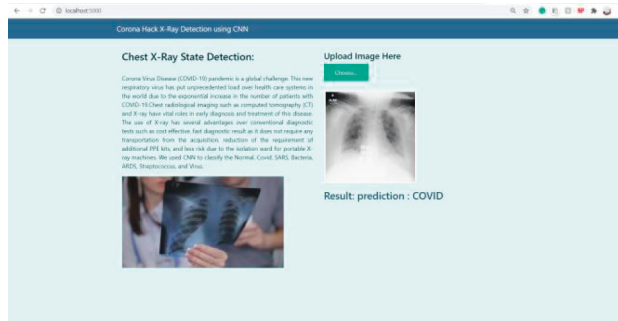 localhost:5000
Corona Hack X-Ray Detection using CNN
Chest X-Ray State Detection:
Corona Virus Disease (COVID-19) pandemic is a global challenge. This new
respiratory virus has put unprecedented load over health care systems in
the world due to the exponential increase in the number of patients with
COVID-19.Chest radiological imaging such as computed tomography (CT)
and X-ray have vital roles in early diagnosis and treatment of this disease.
The use of X-ray has several advantages over conventional diagnostic
tests such as cost effective, fast diagnostic result as it does not require any
transportation from the acquisition, reduction of the requirement of
additional PPE kits, and less risk due to the isolation ward for portable X-
ray machines. We used CNN to classify the Normal, Covid, SARS, Bacteria,
ARDS, Streptococcus, and Virus.
Upload Image Here
Choose...
Result: prediction : COVID